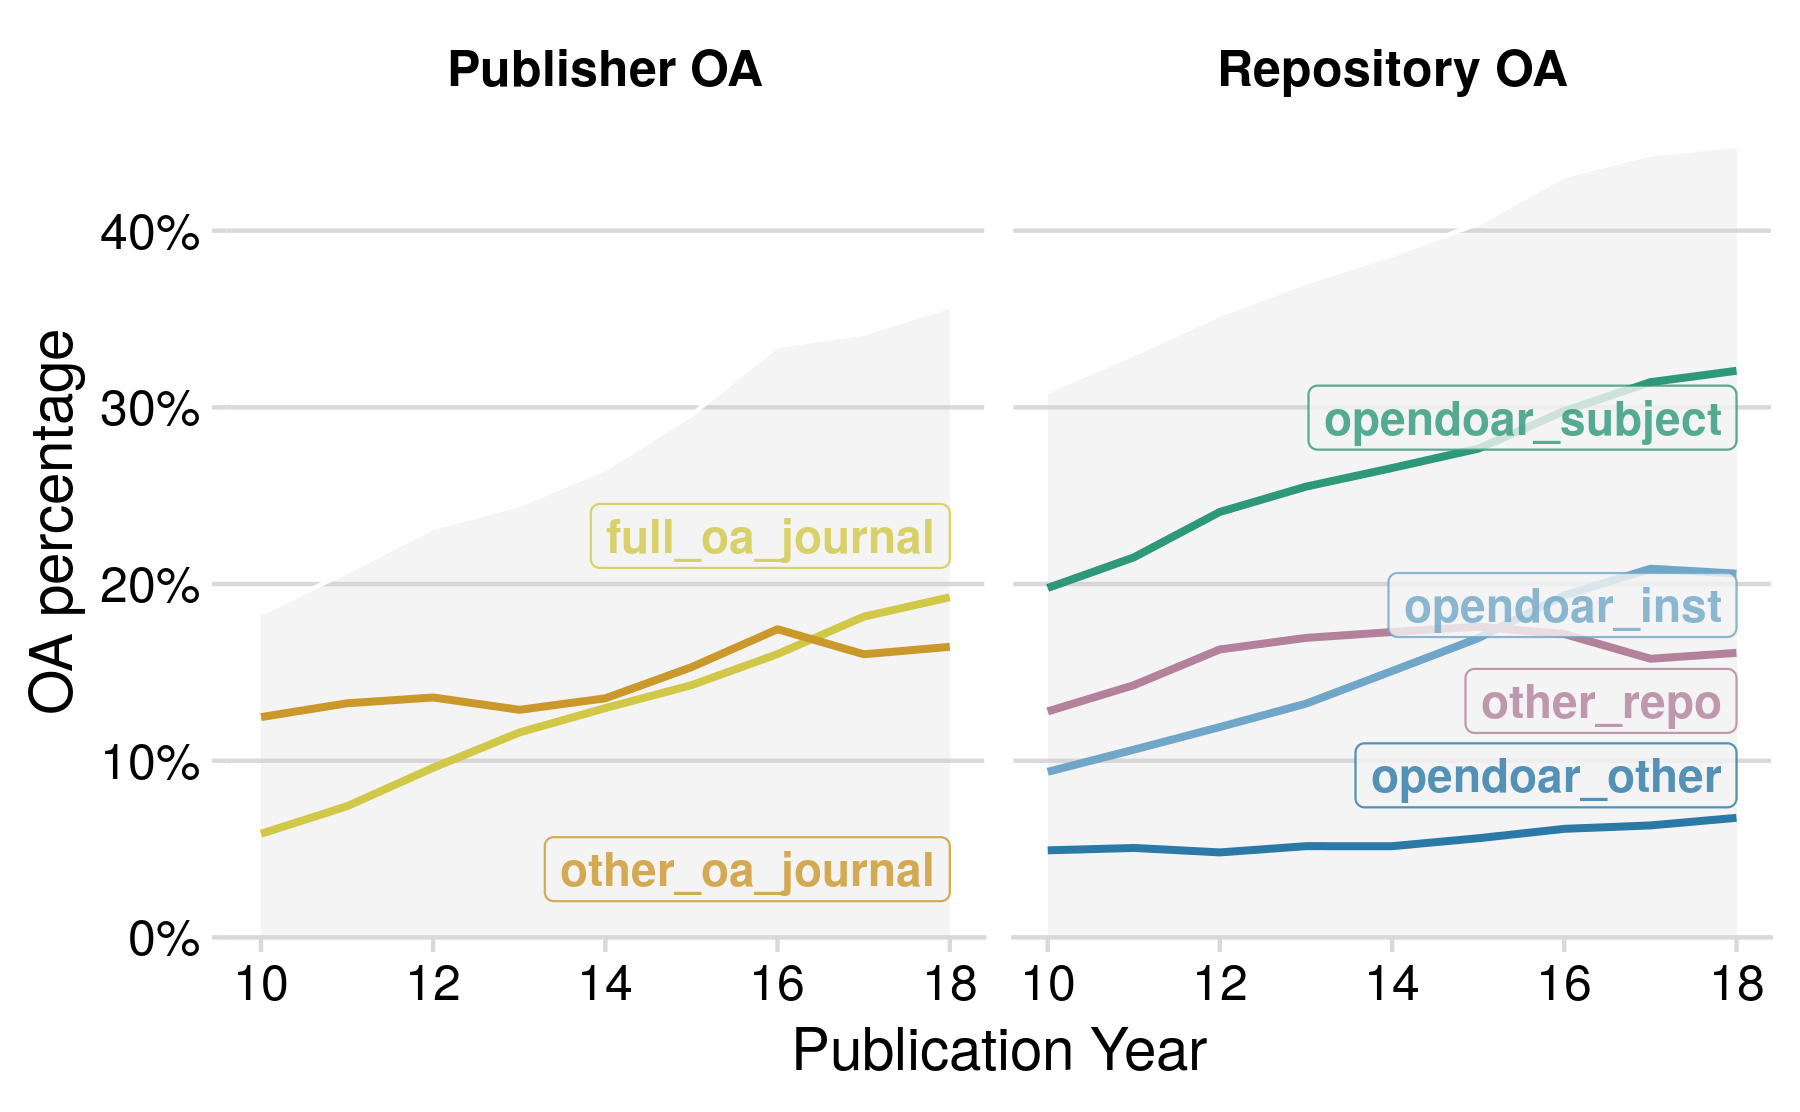 Publisher OA
Repository OA
OA percentage
40%
30%
20%
10%
0%
full_oa_journal
other_oa_journal
opendoar_subject
opendoar_inst
other_repo
opendoar_other
10 12 14 16 18
10 12 14 16 18
Publication Year